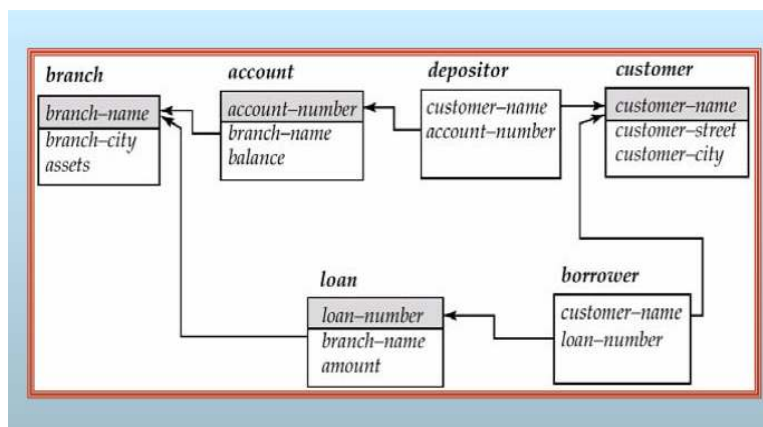 branch
branch–name
branch–city
assets
account
account–number
branch–name
balance
depositor
customer–name
account–number
customer
customer–name
customer–street
customer–city
loan
loan–number
branch–name
amount
borrower
customer–name
loan–number